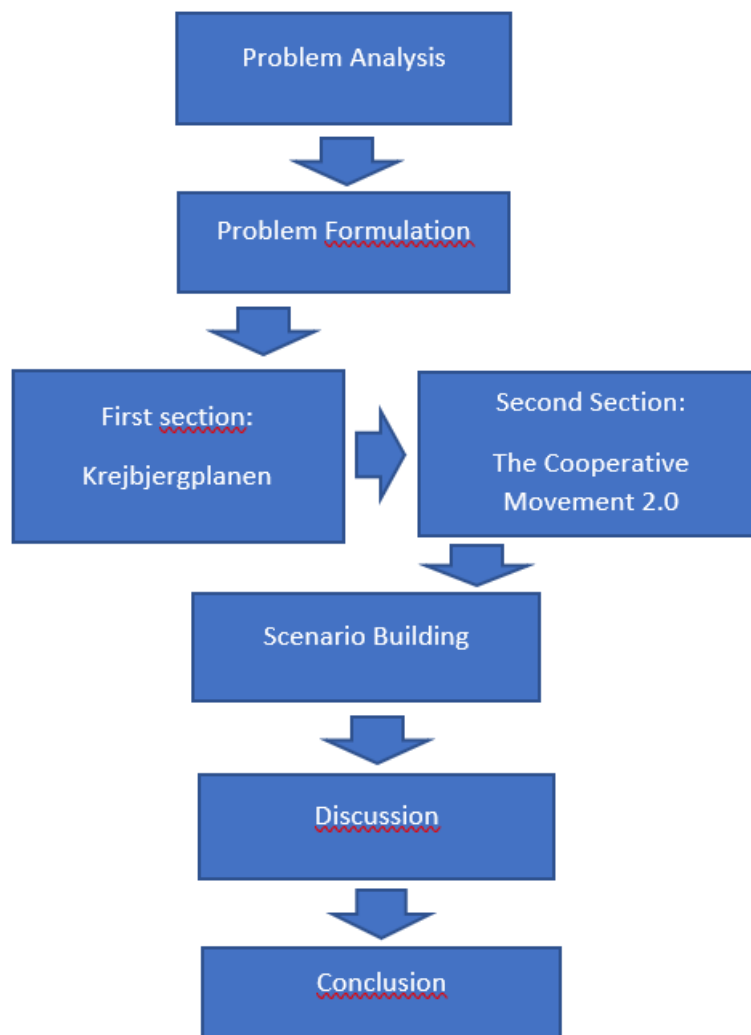 Problem Analysis
Problem Formulation
First section:
Krejbjergplanen
Second Section:
The Cooperative
Movement 2.0
Scenario Building
Discussion
Conclusion